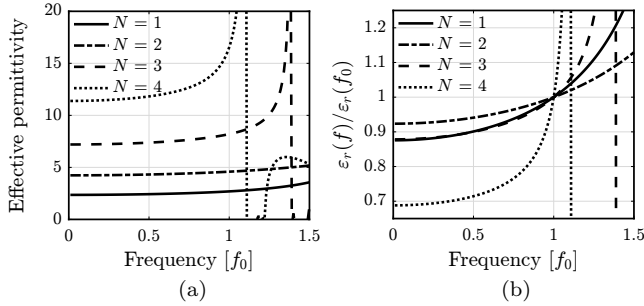 20
15
10
5
0
Effective permittivity
N = 1
N = 2
N = 3
N = 4
0
0.5
1
1.5
Frequency [f₀]
(a)
1.2
1.1
1
0.9
0.8
0.7
εᵣ(f)/εᵣ(f₀)
N = 1
N = 2
N = 3
N = 4
0
0.5
1
1.5
Frequency [f₀]
(b)